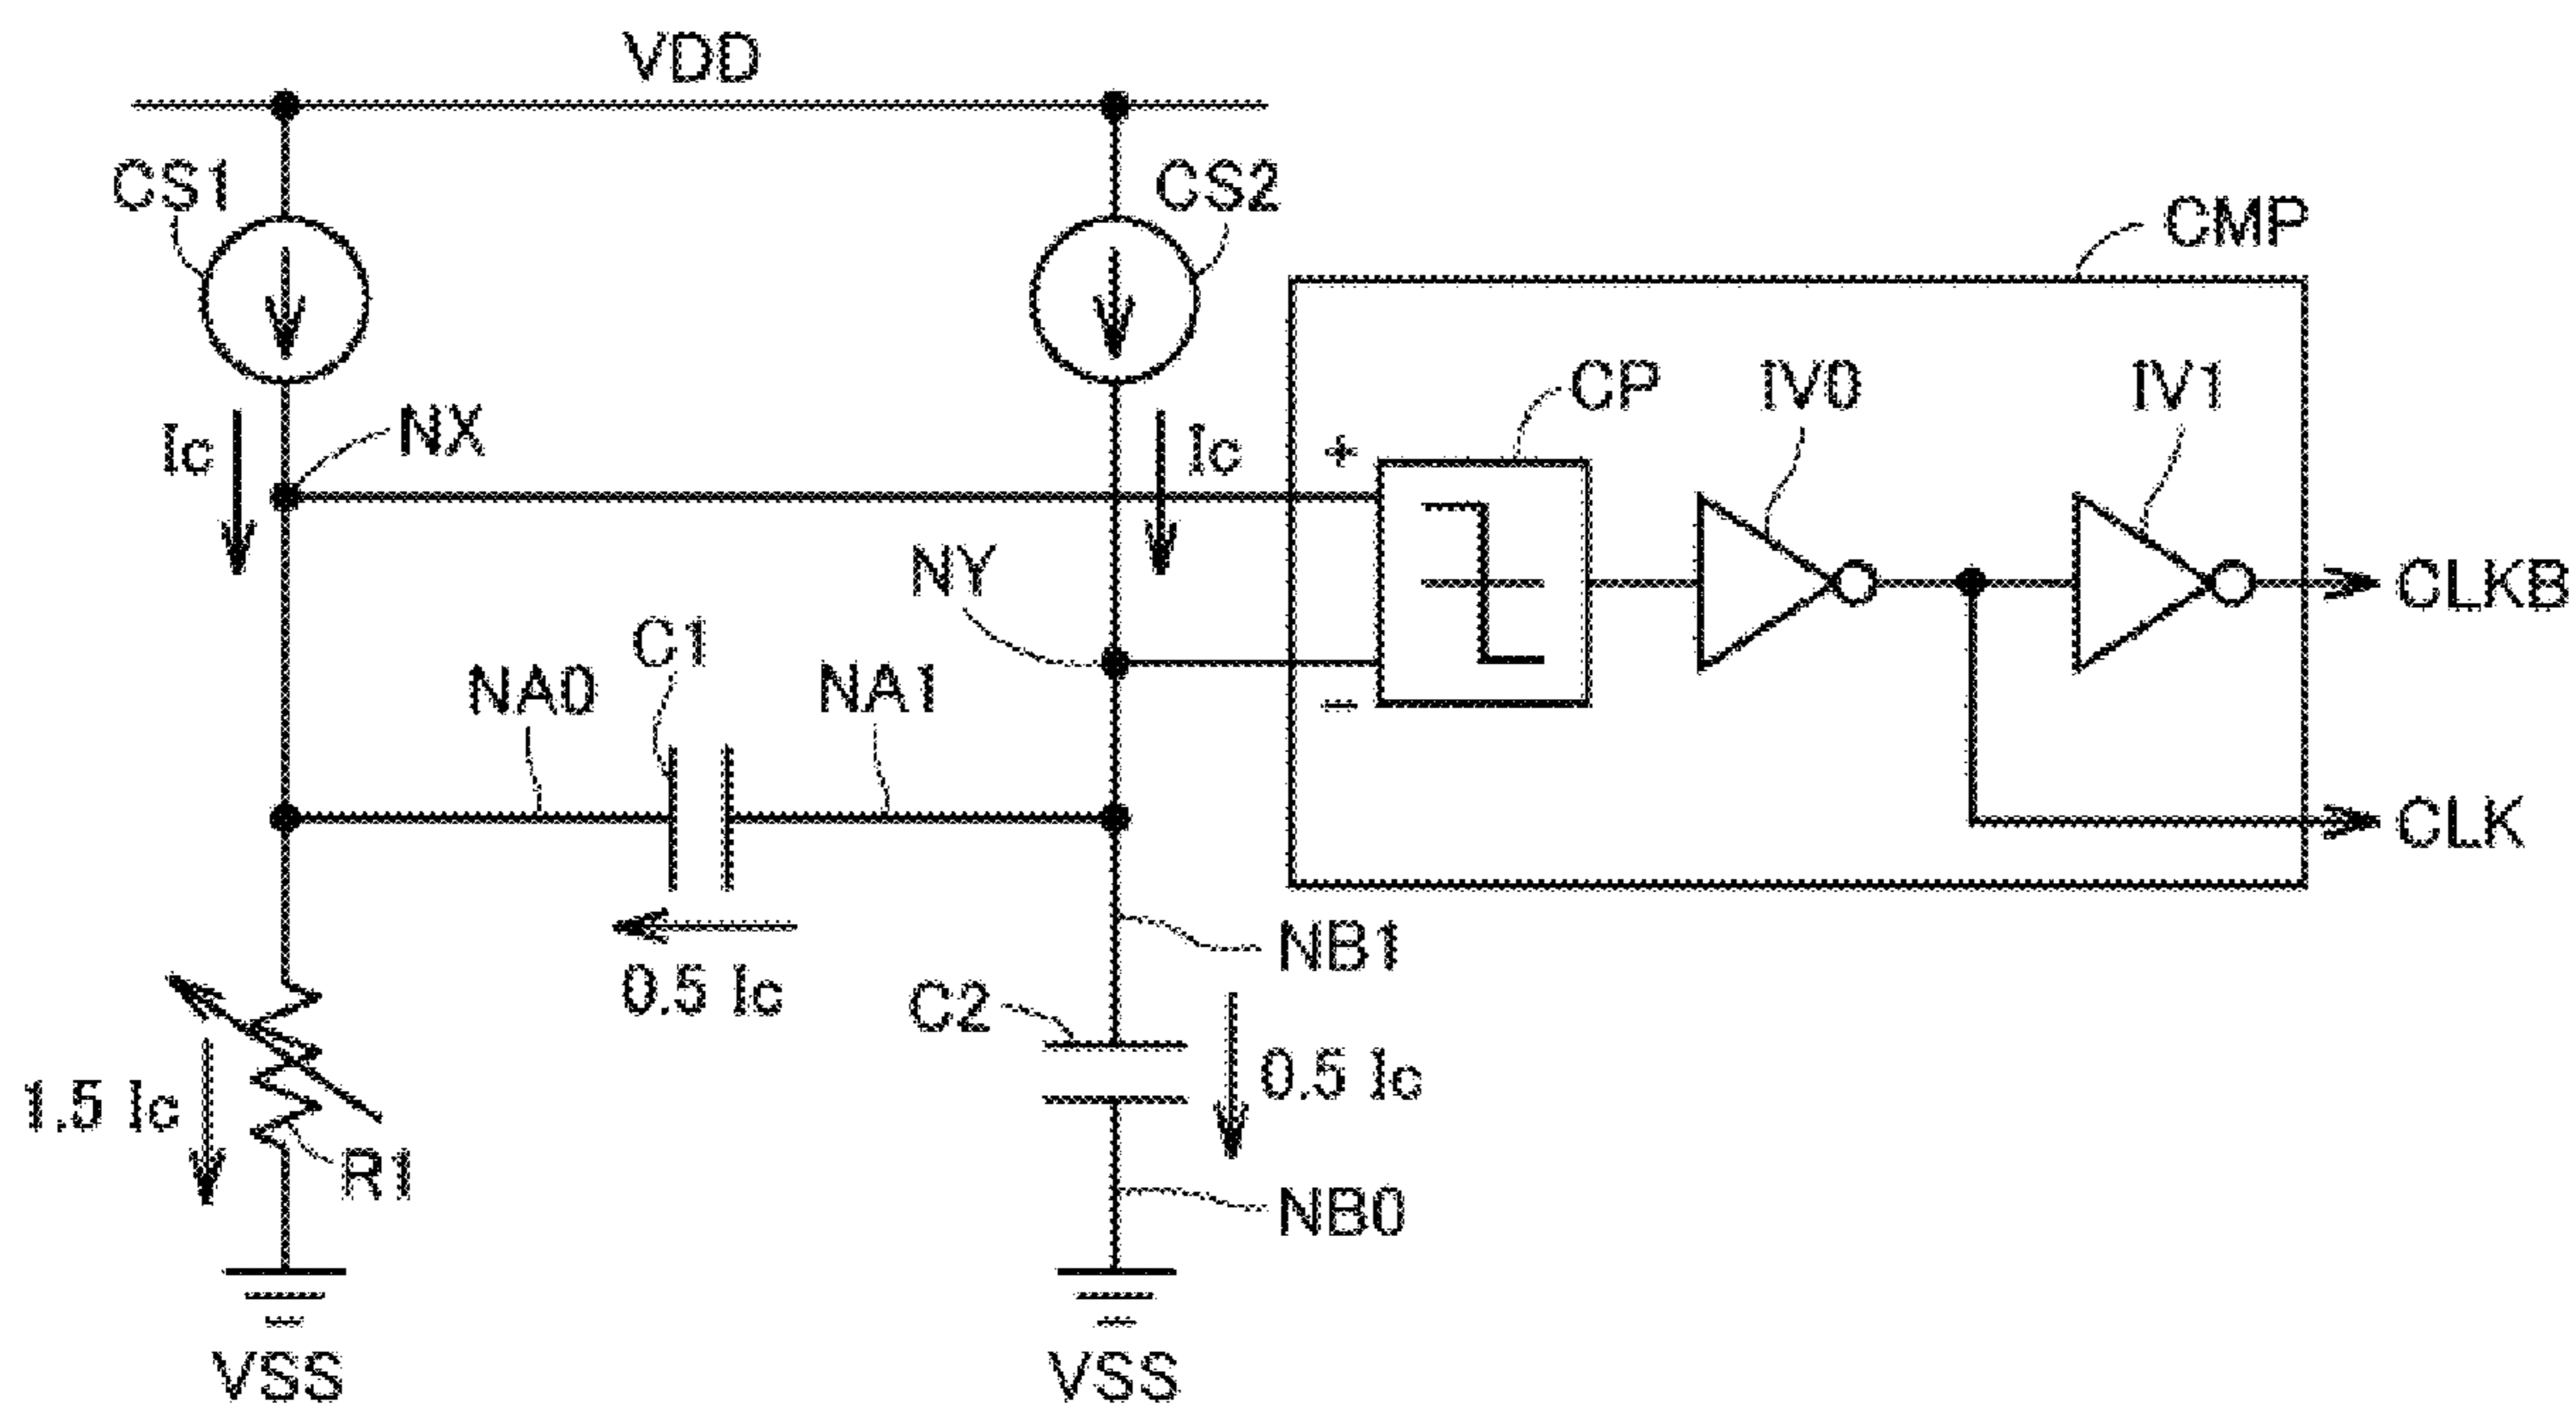 VDD
CS1
CS2
CMP
CP
IV0
IV1
Ic
NX
Ic
+
NY
CLKB
C1
NA0
NA1
−
CLK
NB1
0.5 Ic
C2
0.5 Ic
1.5 Ic
R1
NB0
VSS
VSS